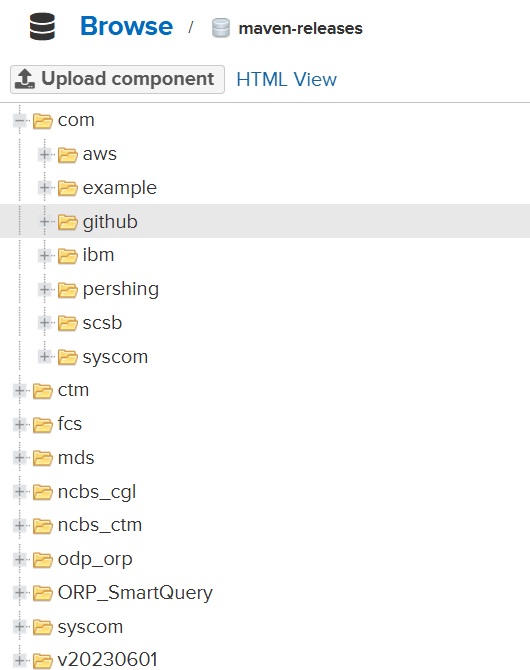 Browse / maven-releases
Upload component HTML View
com
aws
example
github
ibm
pershing
scsb
syscom
ctm
fcs
mds
ncbs_cgl
ncbs_ctm
odp_orp
ORP_SmartQuery
syscom
v20230601